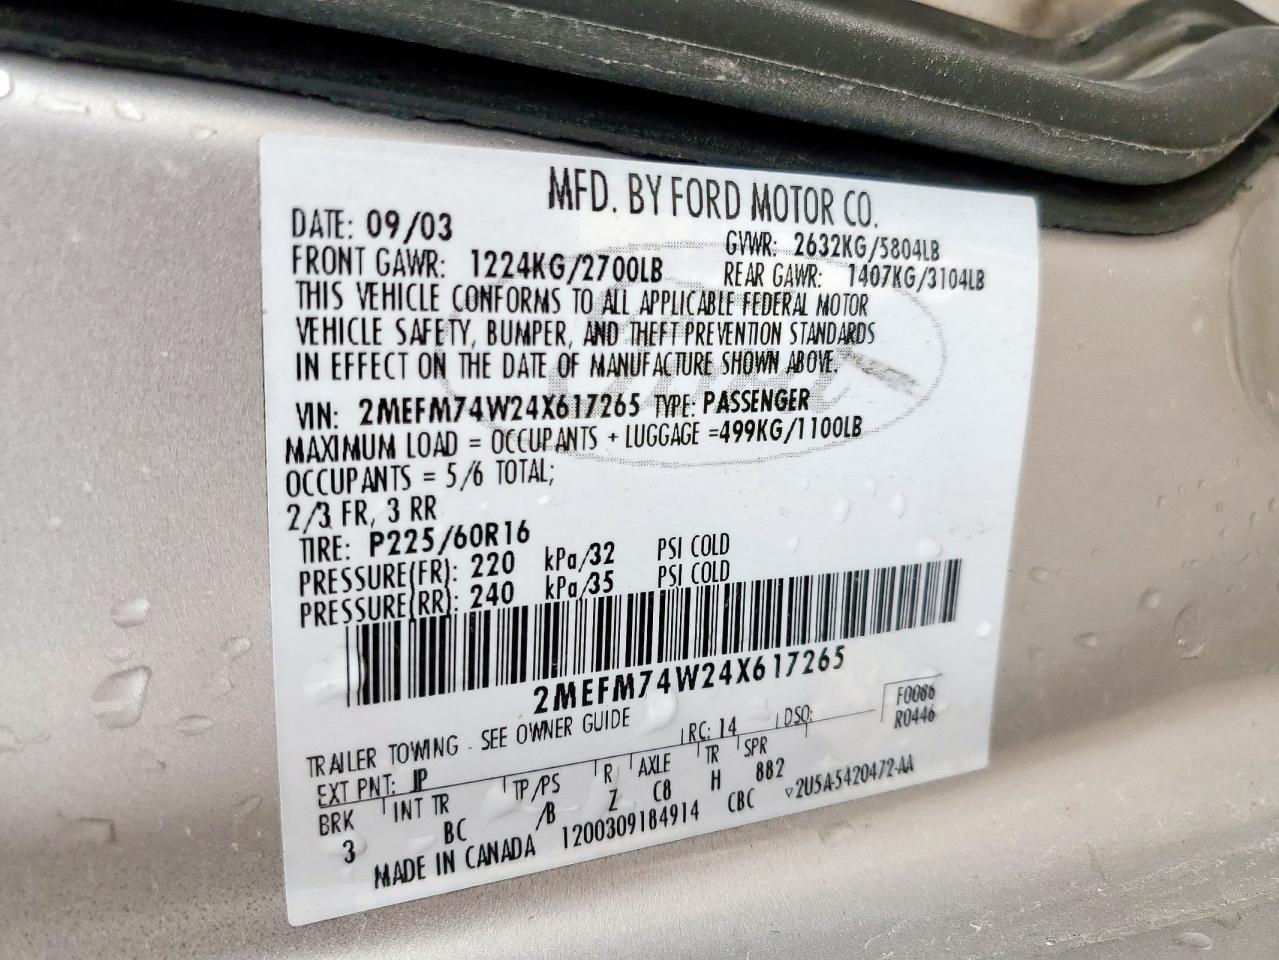 MFD. BY FORD MOTOR CO.
DATE: 09/03 GVWR: 2632KG/5804LB
FRONT GAWR: 1224KG/2700LB REAR GAWR: 1407KG/3104LB
THIS VEHICLE CONFORMS TO ALL APPLICABLE FEDERAL MOTOR
VEHICLE SAFETY, BUMPER, AND THEFT PREVENTION STANDARDS
IN EFFECT ON THE DATE OF MANUFACTURE SHOWN ABOVE.
VIN: 2MEFM74W24X617265 TYPE: PASSENGER
MAXIMUM LOAD = OCCUPANTS + LUGGAGE =499KG/1100LB
OCCUPANTS = 5/6 TOTAL;
2/3 FR, 3 RR
TIRE: P225/60R16
PRESSURE(FR): 220 kPa/32 PSI COLD
PRESSURE(RR): 240 kPa/35 PSI COLD
2MEFM74W24X617265
F0086
R0446
TRAILER TOWING - SEE OWNER GUIDE
EXT PNT: JP RC: 14 DSO:
BRK INT TR TP/PS R AXLE TR SPR
3 BC /B Z C8 H 882
MADE IN CANADA 1200309184914 CBC 2U5A-5420472-AA